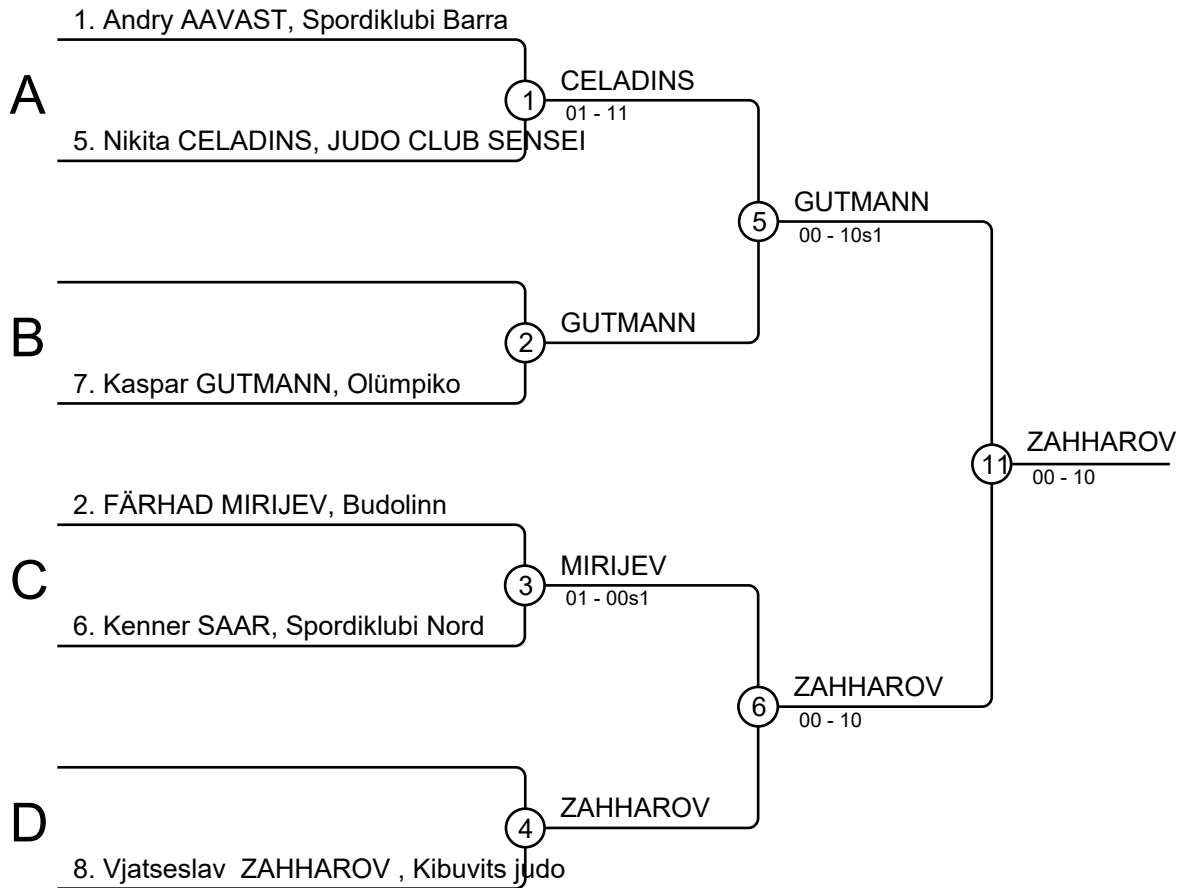 1. Andry AAVAST, Spordiklubi Barra
A
1
CELADINS
01 - 11
5. Nikita CELADINS, JUDO CLUB SENSEI
5
GUTMANN
00 - 10s1
B
2
GUTMANN
7. Kaspar GUTMANN, Olümpiko
11
ZAHHAROV
00 - 10
2. FÄRHAD MIRIJEV, Budolinn
C
3
MIRIJEV
01 - 00s1
6. Kenner SAAR, Spordiklubi Nord
6
ZAHHAROV
00 - 10
D
4
ZAHHAROV
8. Vjatseslav  ZAHHAROV , Kibuvits judo